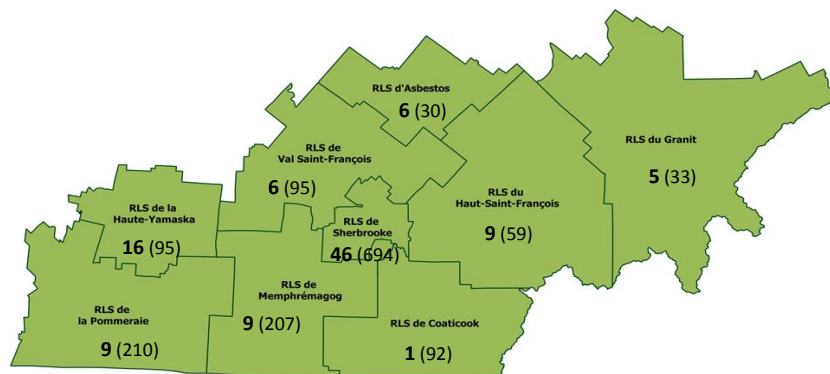 RLS d'Asbestos
6 (30)
RLS du Granit
5 (33)
RLS de
Val Saint-François
6 (95)
RLS du
Haut-Saint-François
9 (59)
RLS de la
Haute-Yamaska
16 (95)
RLS de
Sherbrooke
46 (694)
RLS de
Memphrémagog
9 (207)
RLS de
la Pommeraie
9 (210)
RLS de Coaticook
1 (92)